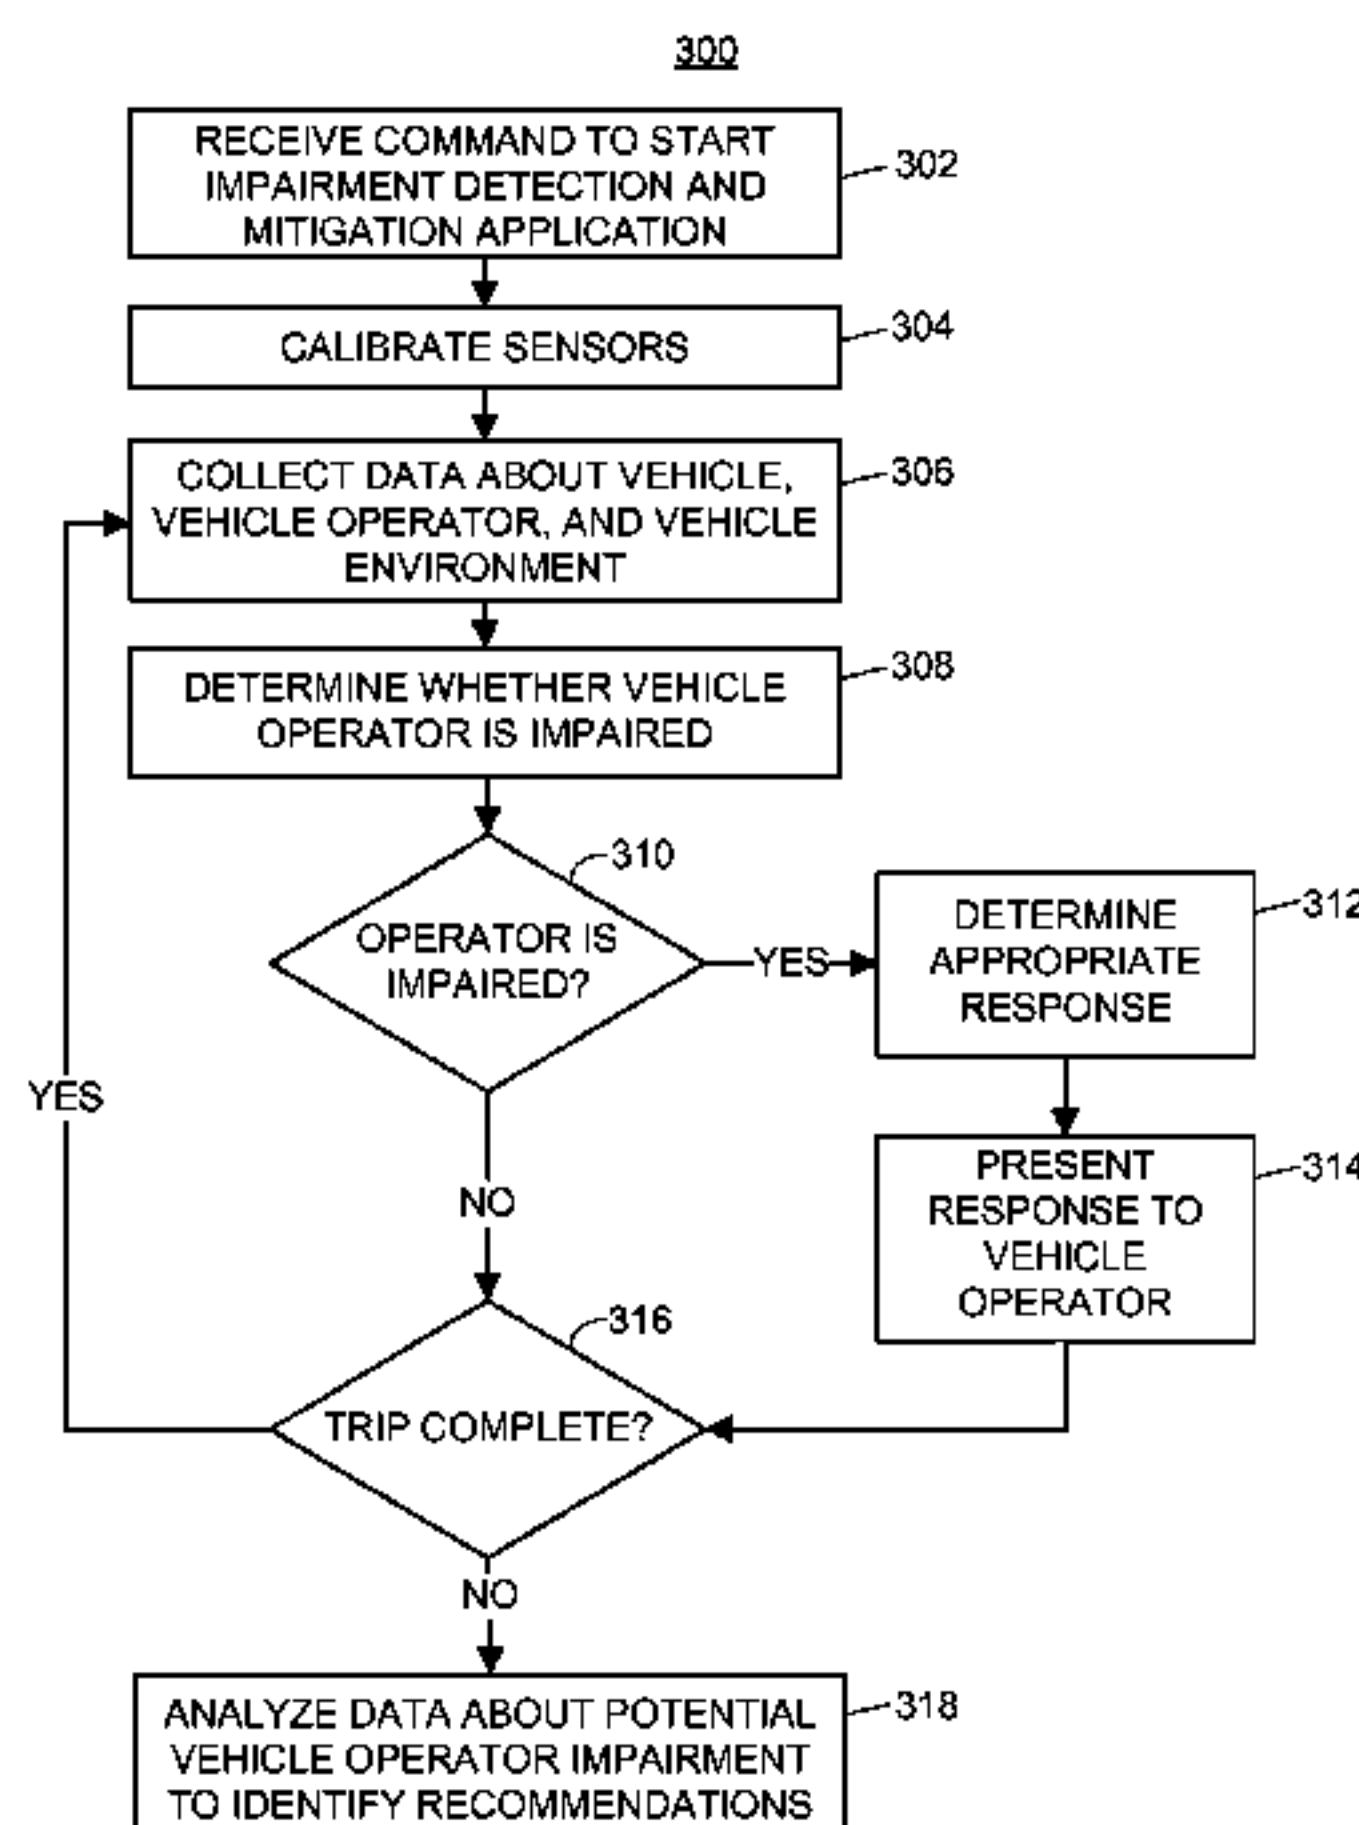 300
RECEIVE COMMAND TO START
IMPAIRMENT DETECTION AND
MITIGATION APPLICATION
302
CALIBRATE SENSORS
304
COLLECT DATA ABOUT VEHICLE,
VEHICLE OPERATOR, AND VEHICLE
ENVIRONMENT
306
DETERMINE WHETHER VEHICLE
OPERATOR IS IMPAIRED
308
310
OPERATOR IS
IMPAIRED?
YES
DETERMINE
APPROPRIATE
RESPONSE
312
YES
NO
PRESENT
RESPONSE TO
VEHICLE
OPERATOR
314
316
TRIP COMPLETE?
NO
ANALYZE DATA ABOUT POTENTIAL
VEHICLE OPERATOR IMPAIRMENT
TO IDENTIFY RECOMMENDATIONS
318